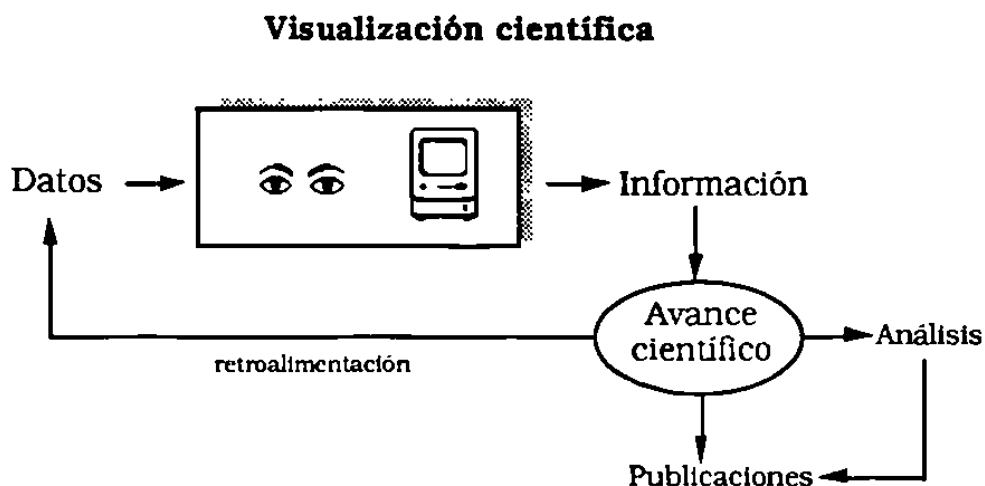 Visualización científica
Datos
Información
Avance
científico
Análisis
retroalimentación
Publicaciones